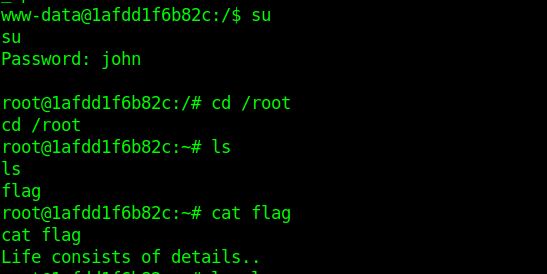 www-data@1afdd1f6b82c:/$ su
su
Password: john
root@1afdd1f6b82c:/# cd /root
cd /root
root@1afdd1f6b82c:~# ls
ls
flag
root@1afdd1f6b82c:~# cat flag
cat flag
Life consists of details..